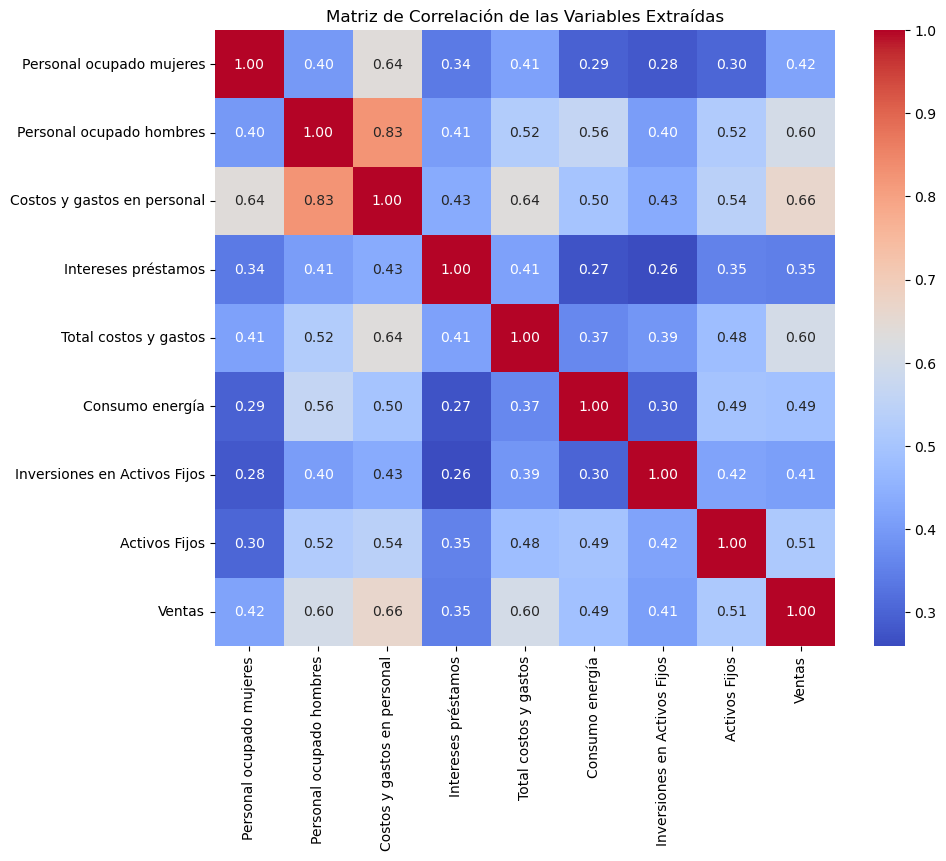 Matriz de Correlación de las Variables Extraídas
Personal ocupado mujeres 1.00 0.40 0.64 0.34 0.41 0.29 0.28 0.30 0.42
Personal ocupado hombres 0.40 1.00 0.83 0.41 0.52 0.56 0.40 0.52 0.60
Costos y gastos en personal 0.64 0.83 1.00 0.43 0.64 0.50 0.43 0.54 0.66
Intereses préstamos 0.34 0.41 0.43 1.00 0.41 0.27 0.26 0.35 0.35
Total costos y gastos 0.41 0.52 0.64 0.41 1.00 0.37 0.39 0.48 0.60
Consumo energía 0.29 0.56 0.50 0.27 0.37 1.00 0.30 0.49 0.49
Inversiones en Activos Fijos 0.28 0.40 0.43 0.26 0.39 0.30 1.00 0.42 0.41
Activos Fijos 0.30 0.52 0.54 0.35 0.48 0.49 0.42 1.00 0.51
Ventas 0.42 0.60 0.66 0.35 0.60 0.49 0.41 0.51 1.00
Personal ocupado mujeres
Personal ocupado hombres
Costos y gastos en personal
Intereses préstamos
Total costos y gastos
Consumo energía
Inversiones en Activos Fijos
Activos Fijos
Ventas
1.0
0.9
0.8
0.7
0.6
0.5
0.4
0.3